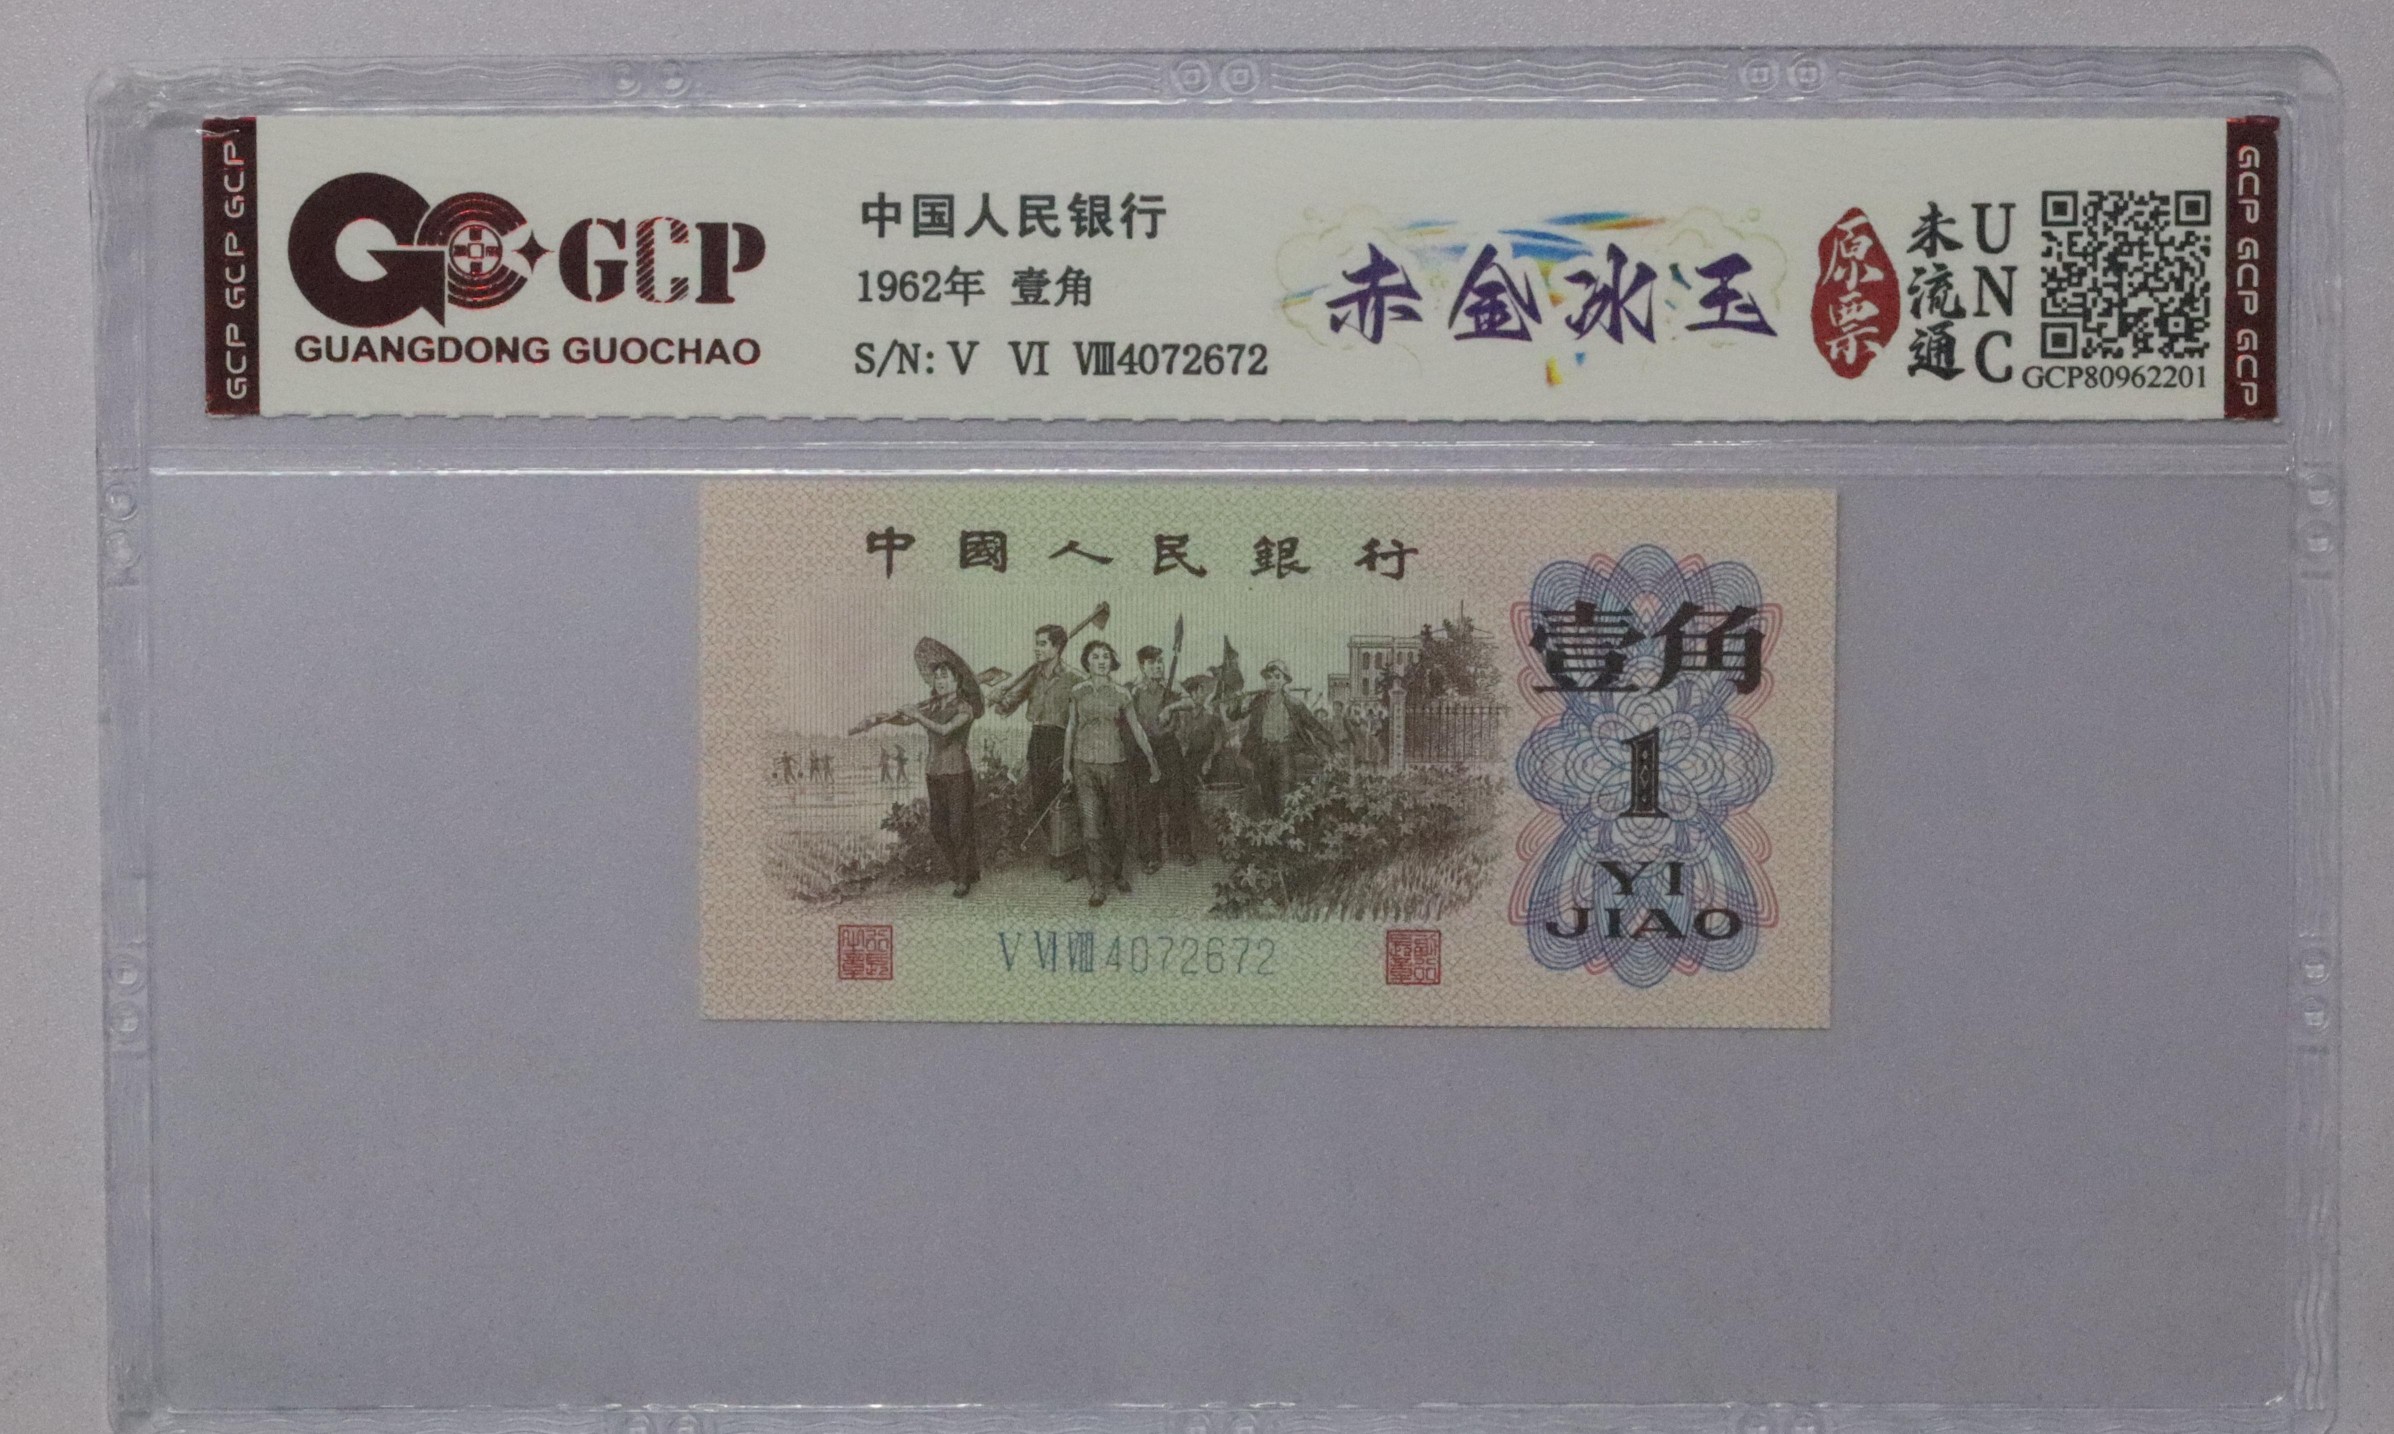 GCP GCP GCP
GCP
GUANGDONG GUOCHAO
中国人民银行
1962年 壹角
S/N: Ⅴ Ⅵ Ⅷ4072672
赤金冰玉
原票
未流通
UNC
GCP80962201
GCP GCP GCP
中國人民銀行
壹角
1
YI
JIAO
Ⅴ Ⅵ Ⅷ 4072672